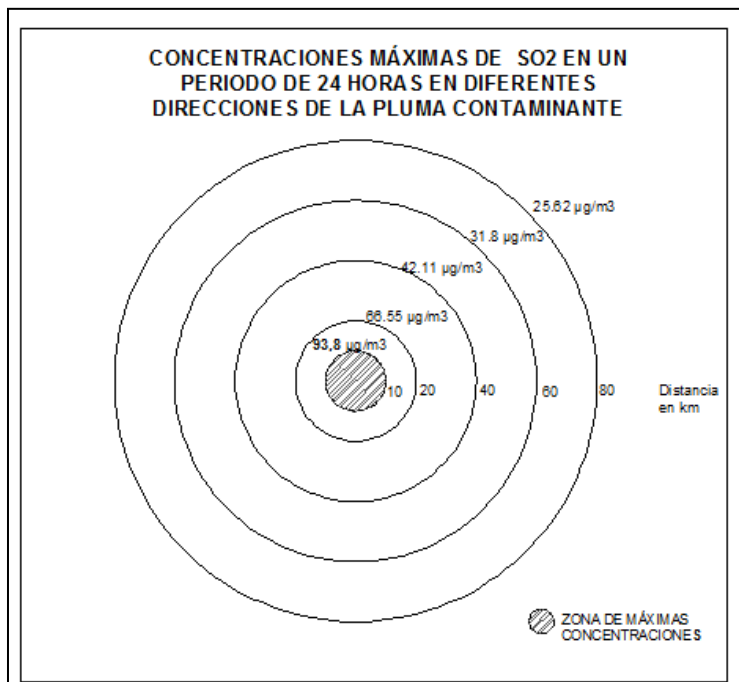 CONCENTRACIONES MÁXIMAS DE SO2 EN UN
PERIODO DE 24 HORAS EN DIFERENTES
DIRECCIONES DE LA PLUMA CONTAMINANTE
25.62 µg/m3
31.8 µg/m3
42.11 µg/m3
66.55 µg/m3
93,8 µg/m3
10 20 40 60 80 Distancia
en km
ZONA DE MÁXIMAS
CONCENTRACIONES